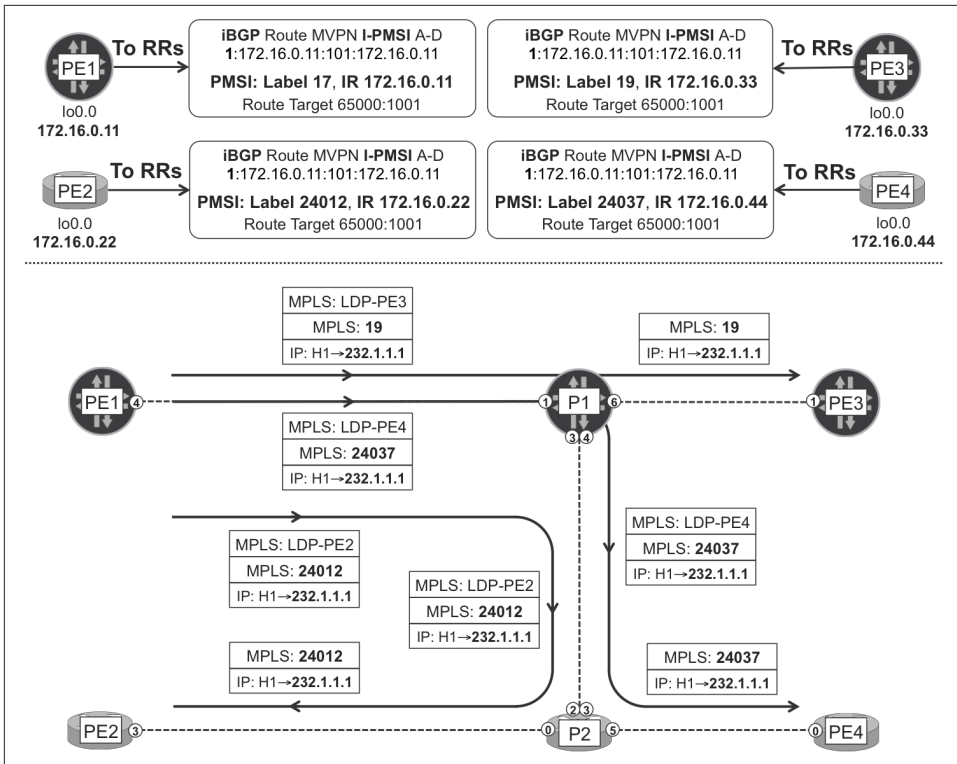 PE1
To RRs
lo0.0
172.16.0.11
iBGP Route MVPN I-PMSI A-D
1:172.16.0.11:101:172.16.0.11
PMSI: Label 17, IR 172.16.0.11
Route Target 65000:1001
iBGP Route MVPN I-PMSI A-D
1:172.16.0.11:101:172.16.0.11
PMSI: Label 19, IR 172.16.0.33
Route Target 65000:1001
To RRs
PE3
lo0.0
172.16.0.33
PE2
To RRs
lo0.0
172.16.0.22
iBGP Route MVPN I-PMSI A-D
1:172.16.0.11:101:172.16.0.11
PMSI: Label 24012, IR 172.16.0.22
Route Target 65000:1001
iBGP Route MVPN I-PMSI A-D
1:172.16.0.11:101:172.16.0.11
PMSI: Label 24037, IR 172.16.0.44
Route Target 65000:1001
To RRs
PE4
lo0.0
172.16.0.44
MPLS: LDP-PE3
MPLS: 19
IP: H1→232.1.1.1
MPLS: 19
IP: H1→232.1.1.1
PE1
4
1
P1
6
3
4
1
PE3
MPLS: LDP-PE4
MPLS: 24037
IP: H1→232.1.1.1
MPLS: LDP-PE2
MPLS: 24012
IP: H1→232.1.1.1
MPLS: LDP-PE4
MPLS: 24037
IP: H1→232.1.1.1
MPLS: LDP-PE2
MPLS: 24012
IP: H1→232.1.1.1
MPLS: 24012
IP: H1→232.1.1.1
MPLS: 24037
IP: H1→232.1.1.1
PE2
3
0
2
3
P2
5
0
PE4